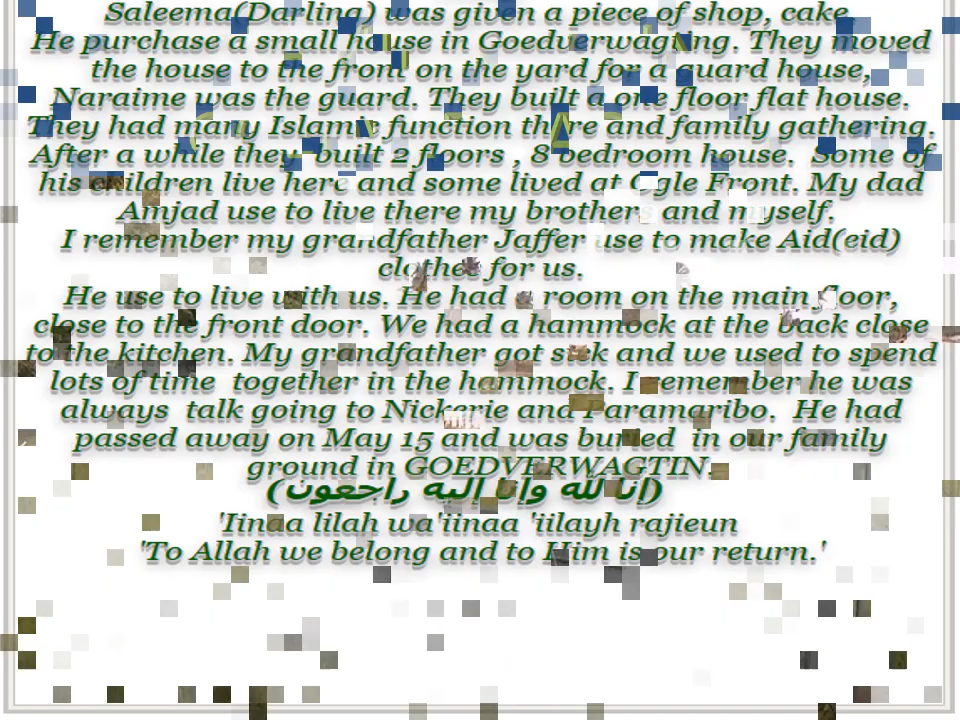 Saleema(Darling) was given a piece of shop, cake
He purchase a small house in Goedverwagting. They moved
the house to the front on the yard for a guard house,
Naraime was the guard. They built a one floor flat house.
They had many Islamic function there and family gathering.
After a while they built 2 floors , 8 bedroom house. Some of
his children live here and some lived at Ogle Front. My dad
Amjad use to live there my brothers and myself.
I remember my grandfather Jaffer use to make Aid(eid)
clothes for us.
He use to live with us. He had a room on the main floor,
close to the front door. We had a hammock at the back close
to the kitchen. My grandfather got sick and we used to spend
lots of time together in the hammock. I remember he was
always talk going to Nickerie and Paramaribo. He had
passed away on May 15 and was buried in our family
ground in GOEDVERWAGTIN.
(إنا لله وإنا إليه راجعون)
'Iinaa lilah wa'iinaa 'iilayh rajieun
'To Allah we belong and to Him is our return.'